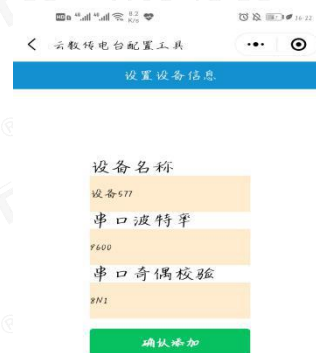 9.2 K/s
16:22
云数传电台配置工具
设置设备信息
设备名称
设备577
串口波特率
9600
串口奇偶校验
8N1
确认添加